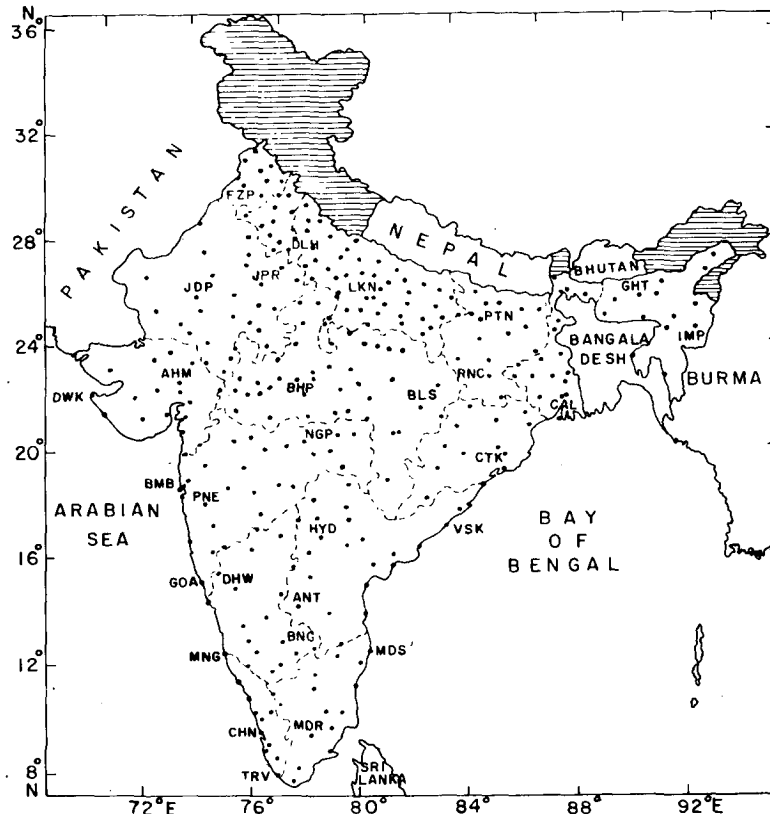 N.
36°
32°
28°
24°
20°
16°
12°
8°
N
PAKISTAN
NEPAL
BHUTAN
BANGALA
DESH
BURMA
ARABIAN
SEA
BAY
OF
BENGAL
SRI
LANKA
FZP
DLH
JDP
JPR
LKN
PTN
GHT
IMP
AHM
DWK
BHP
BLS
RNC
CAL
NGP
CTK
BMB
PNE
HYD
VSK
GOA
DHW
ANT
BNG
MNG
MDS
CHN
MDR
TRV
72°E
76°
80°
84°
88°
92°E